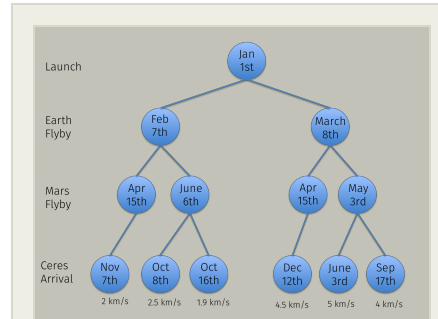 Launch
Jan
1st
Earth
Flyby
Feb
7th
March
8th
Mars
Flyby
Apr
15th
June
6th
Apr
15th
May
3rd
Ceres
Arrival
Nov
7th
Oct
8th
Oct
16th
Dec
12th
June
3rd
Sep
17th
2 km/s
2.5 km/s
1.9 km/s
4.5 km/s
5 km/s
4 km/s